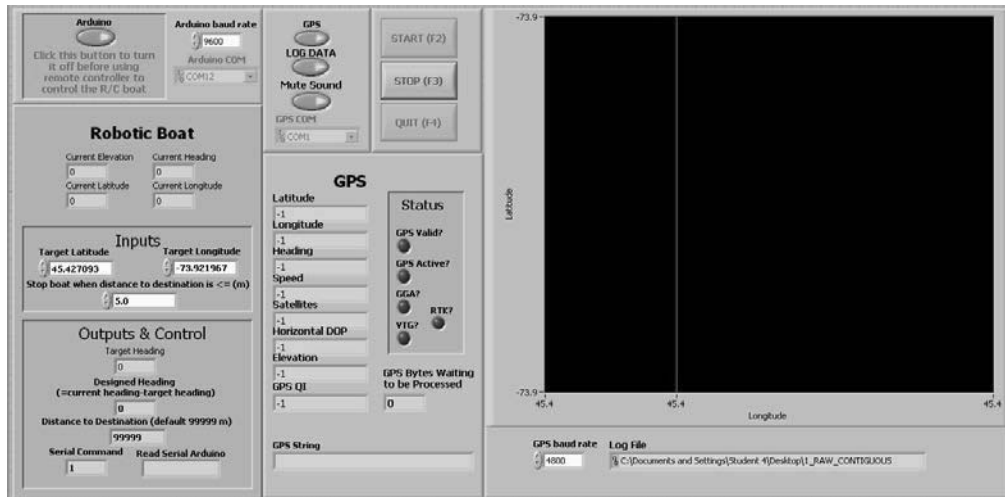 Arduino
Click this button to turn
it off before using
remote controller to
control the R/C boat
Arduino baud rate
9600
Arduino COM
COM12
GPS
LOG DATA
Mute Sound
GPS COM
COM1
START (F2)
STOP (F3)
QUIT (F4)
Robotic Boat
Current Elevation
0
Current Heading
0
Current Latitude
0
Current Longitude
0
Inputs
Target Latitude
45.427093
Target Longitude
-73.921967
Stop boat when distance to destination is <= (m)
5.0
Outputs & Control
Target Heading
0
Designed Heading
(=current heading-target heading)
0
Distance to Destination (default 99999 m)
99999
Serial Command
1
Read Serial Arduino
GPS
Latitude
-1
Longitude
-1
Heading
-1
Speed
-1
Satellites
-1
Horizontal DOP
-1
Elevation
-1
GPS QI
-1
Status
GPS Valid?
GPS Active?
GGA?
RTK?
VTG?
GPS Bytes Waiting
to be Processed
0
GPS String
-73.9
Latitude
-73.9
45.4
45.4
45.4
Longitude
GPS baud rate
4800
Log File
C:\Documents and Settings\Student 4\Desktop\1_RAW_CONTIGUOUS